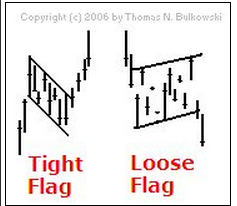 Copyright (c) 2006 by Thomas N. Bulkowski
Tight Loose
Flag Flag